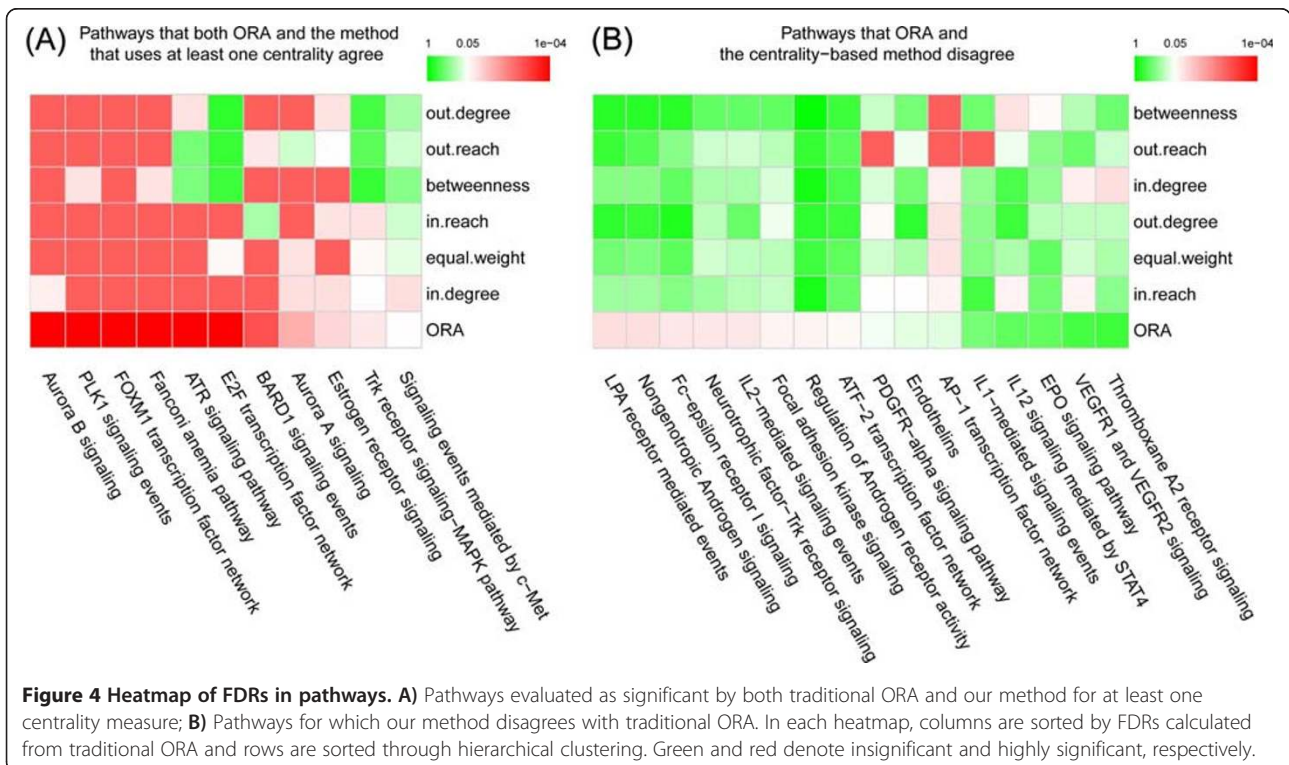 (A) Pathways that both ORA and the method
that uses at least one centrality agree
1 0.05 1e−04
out.degree
out.reach
betweenness
in.reach
equal.weight
in.degree
ORA
Aurora B signaling
PLK1 signaling events
FOXM1 transcription factor network
Fanconi anemia pathway
ATR signaling pathway
E2F transcription factor network
BARD1 signaling events
Aurora A signaling
Estrogen receptor signaling
Trk receptor signaling−MAPK pathway
Signaling events mediated by c−Met
(B) Pathways that ORA and
the centrality−based method disagree
1 0.05 1e−04
betweenness
out.reach
in.degree
out.degree
equal.weight
in.reach
ORA
LPA receptor mediated events
Nongenotropic Androgen signaling
Fc−epsilon receptor I signaling
Neurotrophic factor−Trk receptor signaling
IL2−mediated signaling events
Focal adhesion kinase signaling
Regulation of Androgen receptor activity
ATF−2 transcription factor network
PDGFR−alpha signaling pathway
Endothelins
AP−1 transcription factor network
IL1−mediated signaling events
IL12 signaling mediated by STAT4
EPO signaling pathway
VEGFR1 and VEGFR2 signaling
Thromboxane A2 receptor signaling
Figure 4 Heatmap of FDRs in pathways. A) Pathways evaluated as significant by both traditional ORA and our method for at least one
centrality measure; B) Pathways for which our method disagrees with traditional ORA. In each heatmap, columns are sorted by FDRs calculated
from traditional ORA and rows are sorted through hierarchical clustering. Green and red denote insignificant and highly significant, respectively.